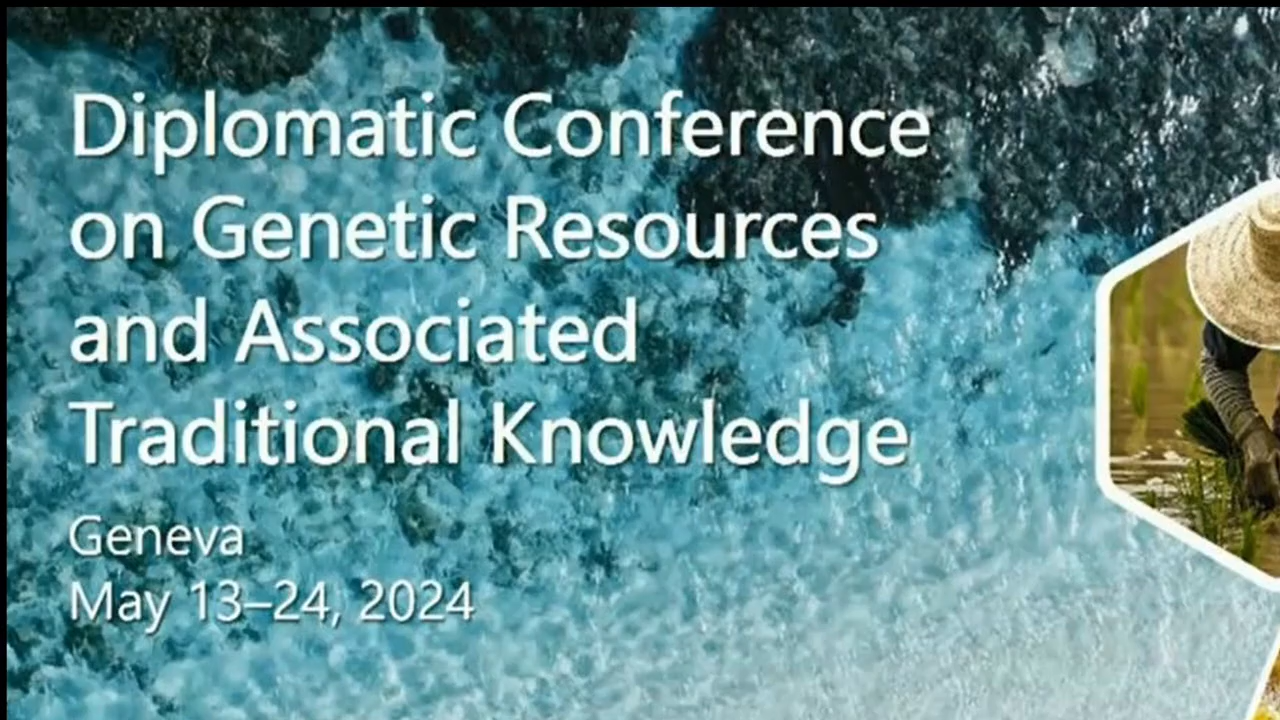 Diplomatic Conference
on Genetic Resources
and Associated
Traditional Knowledge
Geneva
May 13–24, 2024